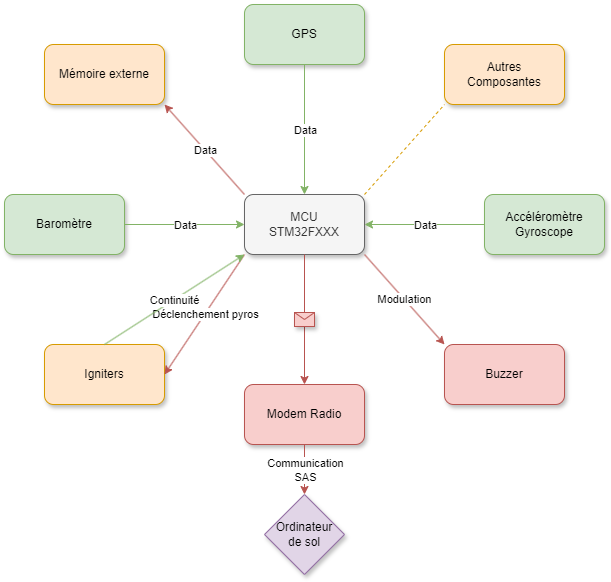 GPS
Mémoire externe
Autres
Composantes
Data
Data
MCU
STM32FXXX
Baromètre
Data
Data
Accéléromètre
Gyroscope
Continuité
Déclenchement pyros
Modulation
Igniters
Buzzer
Modem Radio
Communication
SAS
Ordinateur
de sol